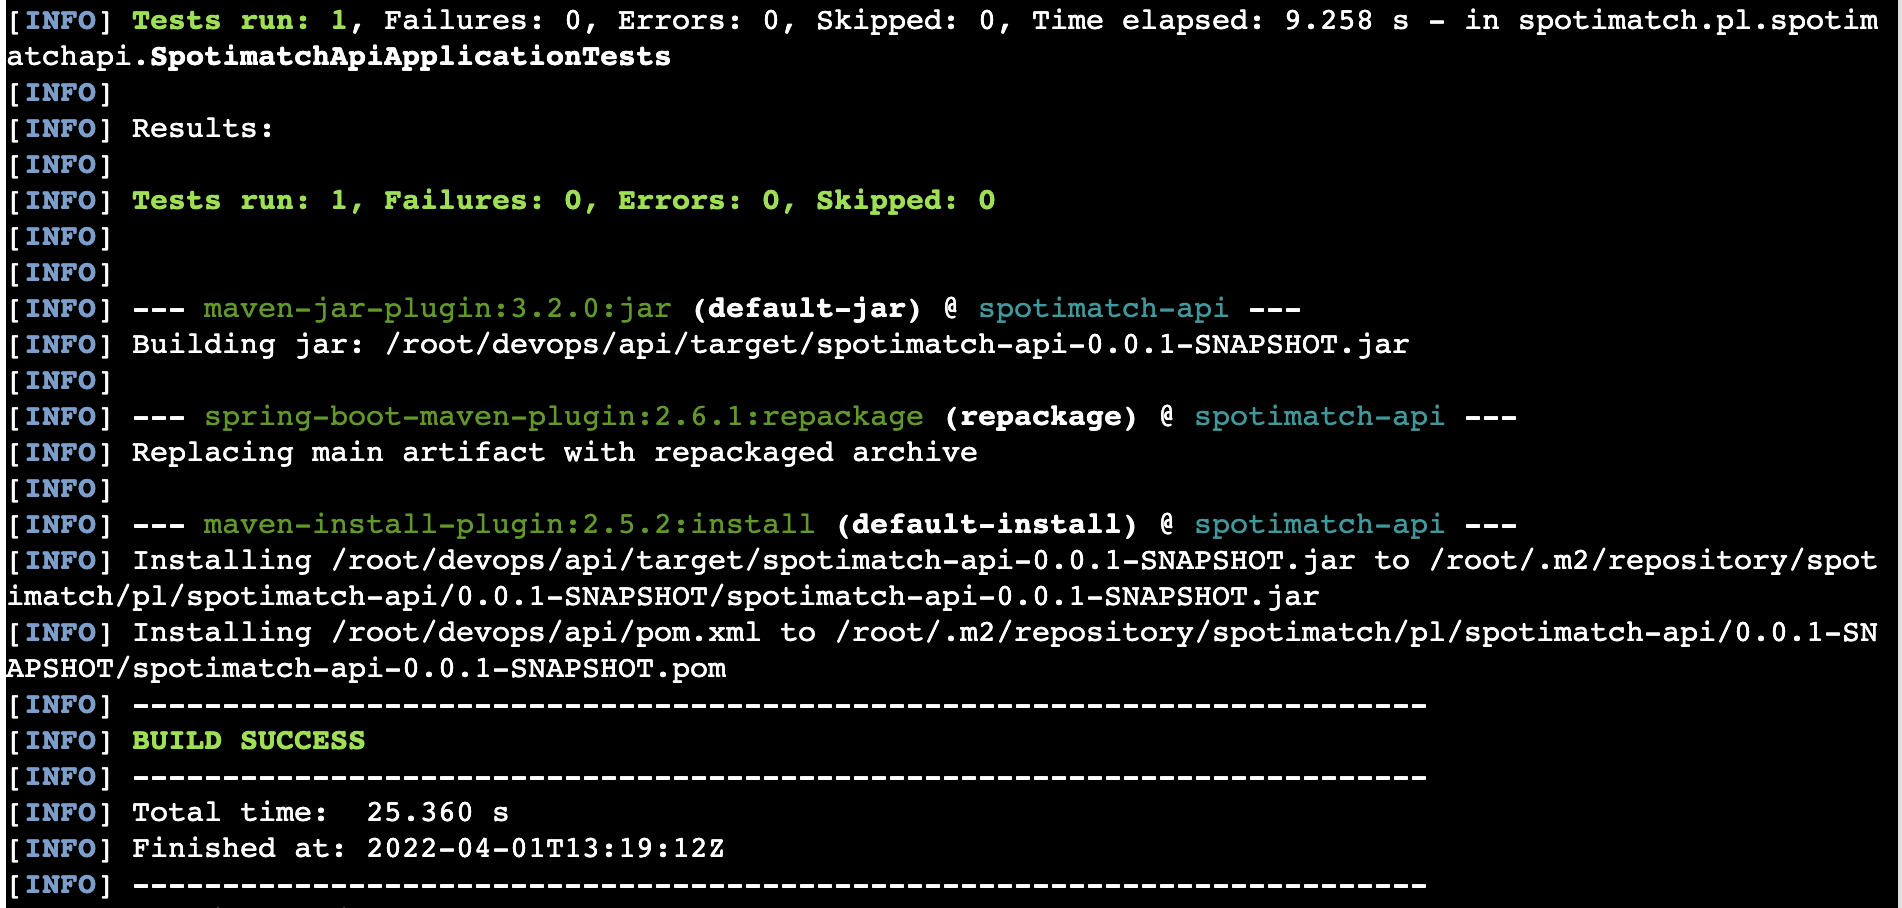 [INFO] Tests run: 1, Failures: 0, Errors: 0, Skipped: 0, Time elapsed: 9.258 s - in spotimatch.pl.spotim
atchapi.SpotimatchApiApplicationTests
[INFO]
[INFO] Results:
[INFO]
[INFO] Tests run: 1, Failures: 0, Errors: 0, Skipped: 0
[INFO]
[INFO]
[INFO] --- maven-jar-plugin:3.2.0:jar (default-jar) @ spotimatch-api ---
[INFO] Building jar: /root/devops/api/target/spotimatch-api-0.0.1-SNAPSHOT.jar
[INFO]
[INFO] --- spring-boot-maven-plugin:2.6.1:repackage (repackage) @ spotimatch-api ---
[INFO] Replacing main artifact with repackaged archive
[INFO]
[INFO] --- maven-install-plugin:2.5.2:install (default-install) @ spotimatch-api ---
[INFO] Installing /root/devops/api/target/spotimatch-api-0.0.1-SNAPSHOT.jar to /root/.m2/repository/spot
imatch/pl/spotimatch-api/0.0.1-SNAPSHOT/spotimatch-api-0.0.1-SNAPSHOT.jar
[INFO] Installing /root/devops/api/pom.xml to /root/.m2/repository/spotimatch/pl/spotimatch-api/0.0.1-SN
APSHOT/spotimatch-api-0.0.1-SNAPSHOT.pom
[INFO] ------------------------------------------------------------------------
[INFO] BUILD SUCCESS
[INFO] ------------------------------------------------------------------------
[INFO] Total time:  25.360 s
[INFO] Finished at: 2022-04-01T13:19:12Z
[INFO] ------------------------------------------------------------------------